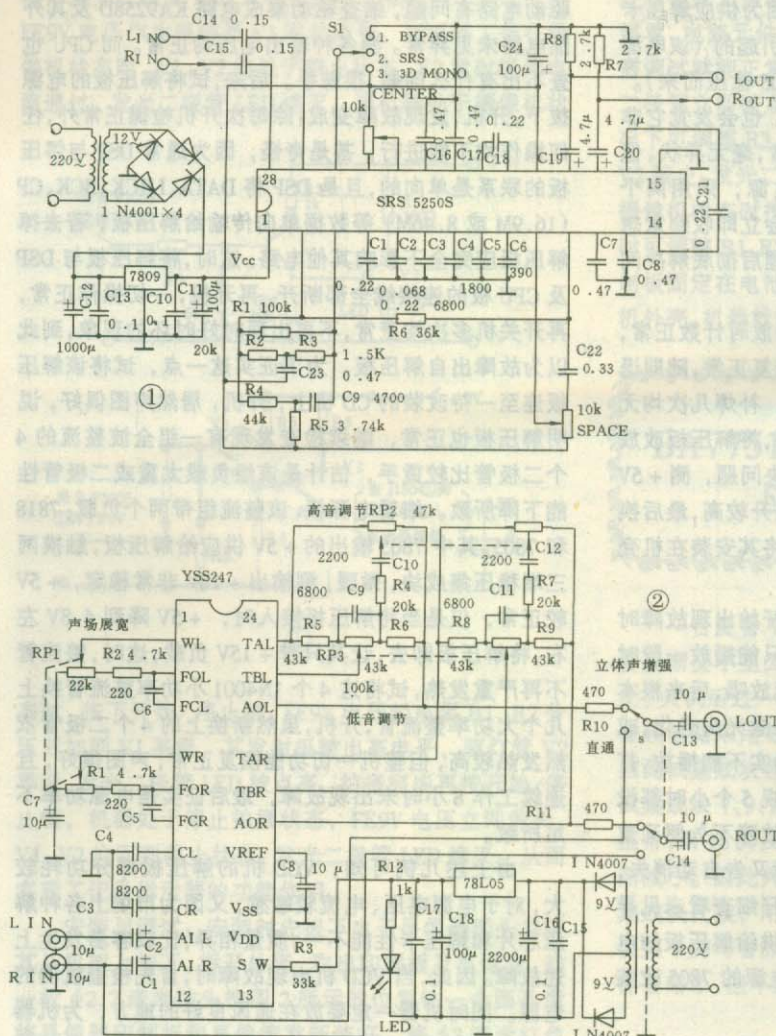 C14 0.15
L IN
C15 0.15
R IN
S1
1. BYPASS
2. SRS
3. 3D MONO
CENTER
10k
C24
100μ
R8
2.7k
R7
2.7k
LOUT
ROUT
220V
12V
1 N4001×4
0.47
0.47
0.22
C16
C17
C18
4.7μ
4.7μ
C19
C20
28
1
SRS 5250S
15
14
C21
0.22
Vcc
C1
C2
C3
C4
C5
C6
390
1800
0.22
0.068
0.22
6800
C7
0.47
C8
0.47
7809
C12
C13
C10
C11
0.1
0.1
100μ
1000μ
20k
①
R1 100k
R2
R3
1.5K
C23
0.47
R4
44k
C9 4700
R5 3.74k
R6 36k
C22
0.33
10k
SPACE
高音调节RP2 47k
2200
C10
R4
20k
6800
C9
R5
R6
43k
RP3
43k
100k
低音调节
2200
C12
R7
20k
6800
C11
R8
R9
43k
43k
43k
②
YSS247
1
24
声场展宽
RP1
R2 4.7k
22k
220
C6
WL
FOL
FCL
WR
FOR
FCR
CL
CR
AI L
AI R
12
TAL
TBL
AOL
TAR
TBR
AOR
VREF
VSS
VDD
S W
13
R1 4.7k
220
C5
C7
10μ
C4
8200
8200
C3
L IN
10μ
C2
R IN
10μ
C1
立体声增强
470
R10
直通
s
10μ
C13
LOUT
R11
470
10μ
C14
ROUT
C8
10μ
R12
1k
R3
33k
LED
78L05
C17
C18
100μ
0.1
C16
2200μ
C15
0.1
I N4007
9V
9V
I N4007
220V